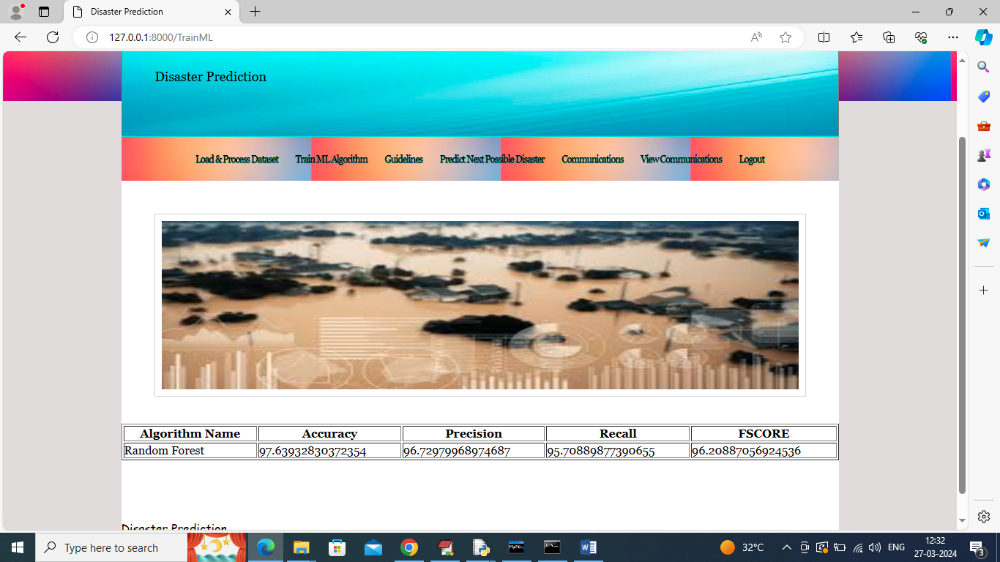 Disaster Prediction
127.0.0.1:8000/TrainML
Disaster Prediction
Load & Process Dataset Train ML Algorithm Guidelines Predict Next Possible Disaster Communications View Communications Logout
Algorithm Name Accuracy Precision Recall FSCORE
Random Forest 97.63932830372354 96.72979968974687 95.70889877390655 96.20887056924536
Disaster Prediction
Type here to search 32°C ENG 12:32
27-03-2024 3